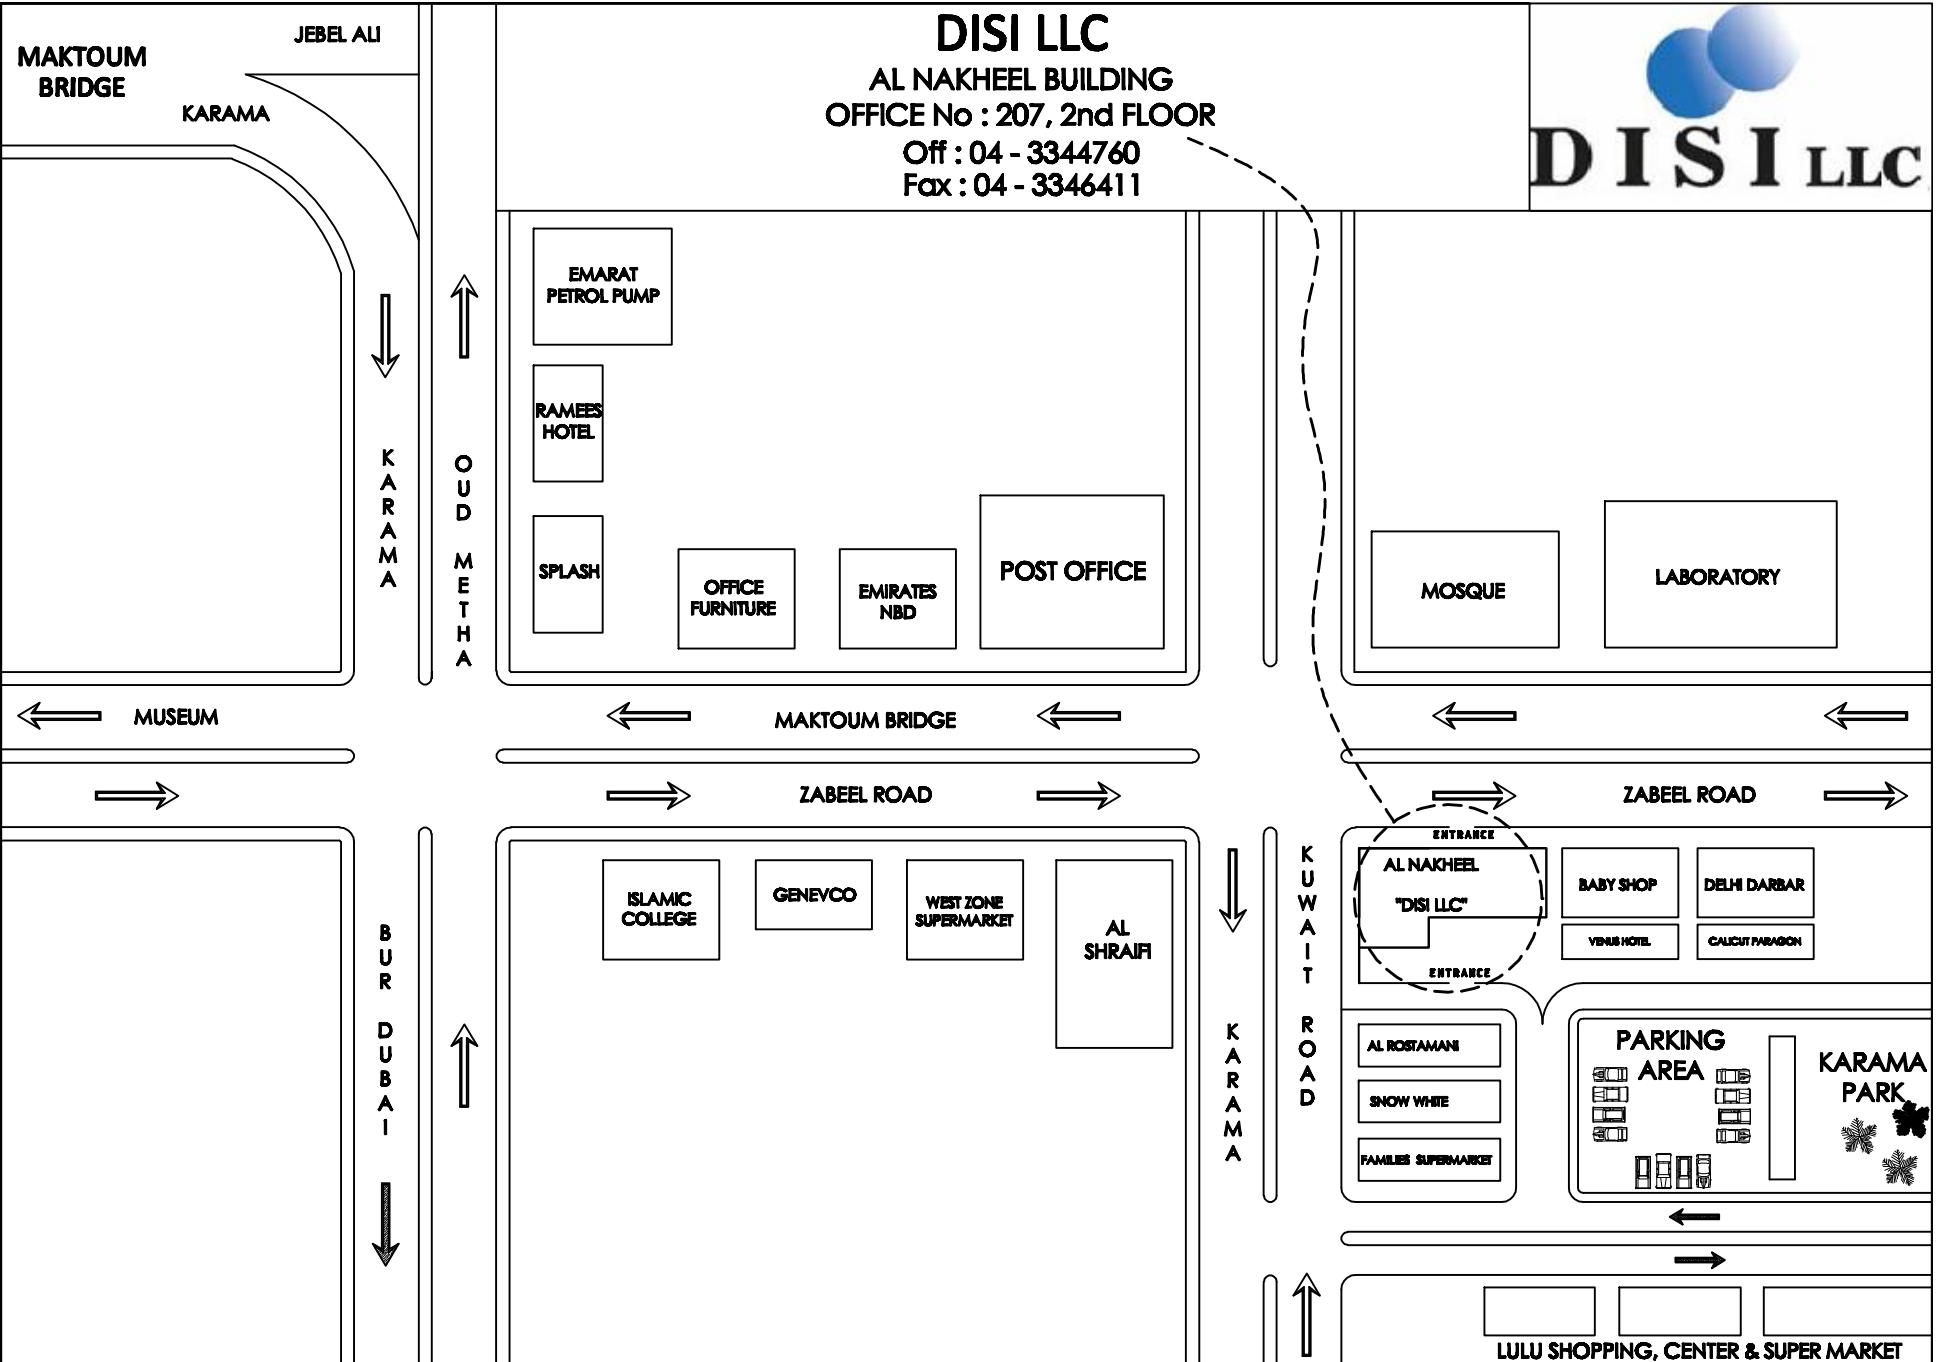 JEBEL ALI
MAKTOUM
BRIDGE
KARAMA
DISI LLC
AL NAKHEEL BUILDING
OFFICE No : 207, 2nd FLOOR
Off : 04 - 3344760
Fax : 04 - 3346411
DISI LLC
EMARAT
PETROL PUMP
RAMEES
HOTEL
SPLASH
KARAMA
OUD METHA
OFFICE
FURNITURE
EMIRATES
NBD
POST OFFICE
MOSQUE
LABORATORY
MUSEUM
MAKTOUM BRIDGE
ZABEEL ROAD
ZABEEL ROAD
BUR DUBAI
ISLAMIC
COLLEGE
GENEVCO
WEST ZONE
SUPERMARKET
AL
SHRAIFI
KARAMA
KUWAIT ROAD
ENTRANCE
AL NAKHEEL
"DISI LLC"
ENTRANCE
BABY SHOP
DELHI DARBAR
VENUS HOTEL
CALICUT PARAGON
AL ROSTAMANI
SNOW WHITE
FAMILIES SUPERMARKET
PARKING
AREA
KARAMA
PARK
LULU SHOPPING, CENTER & SUPER MARKET